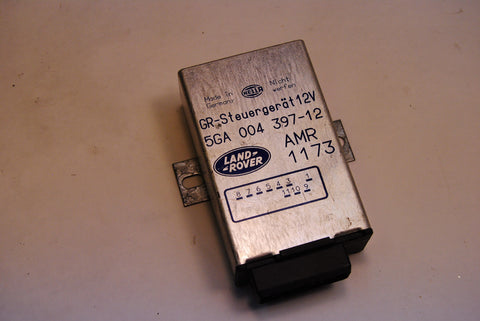 Made in Germany
HELLA
Nicht werfen
GR-Steuergerät 12V
5GA 004 397-12
AMR
1173
LAND
ROVER
8 7 6 5 4 3 1
11 10 9